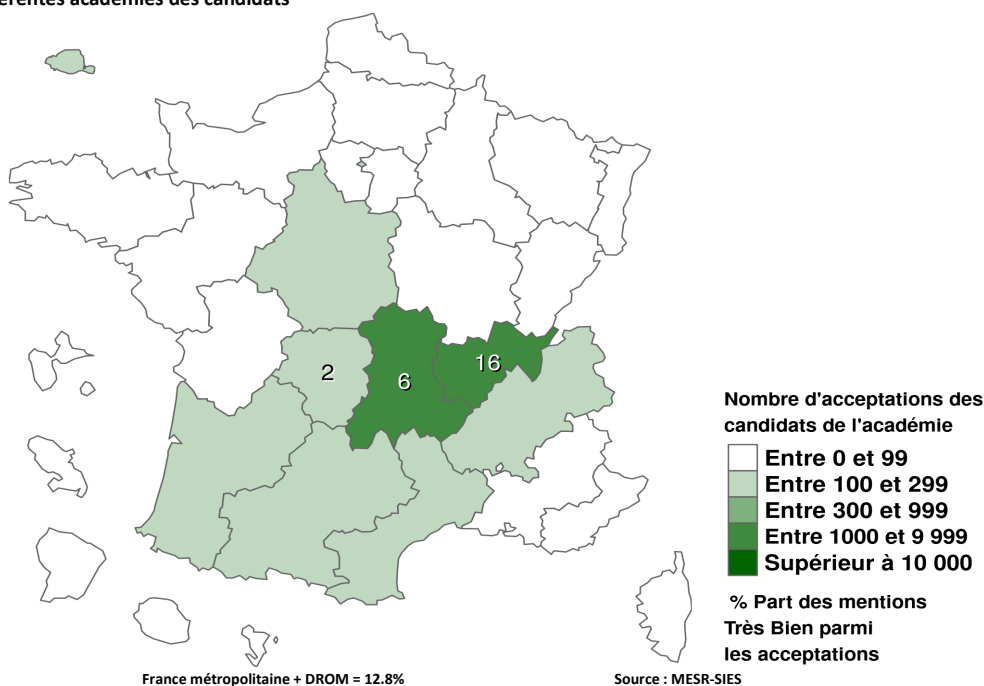 érentes académies des candidats
2
6
16
Nombre d'acceptations des
candidats de l'académie
Entre 0 et 99
Entre 100 et 299
Entre 300 et 999
Entre 1000 et 9 999
Supérieur à 10 000
% Part des mentions
Très Bien parmi
les acceptations
France métropolitaine + DROM = 12.8%
Source : MESR-SIES